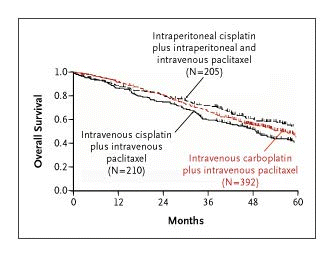 Intraperitoneal cisplatin
plus intraperitoneal and
intravenous paclitaxel
(N=205)
1.0
0.8
0.6
0.4
0.2
0.0
Overall Survival
Intravenous cisplatin
plus intravenous
paclitaxel
(N=210)
Intravenous carboplatin
plus intravenous paclitaxel
(N=392)
0
12
24
36
48
60
Months